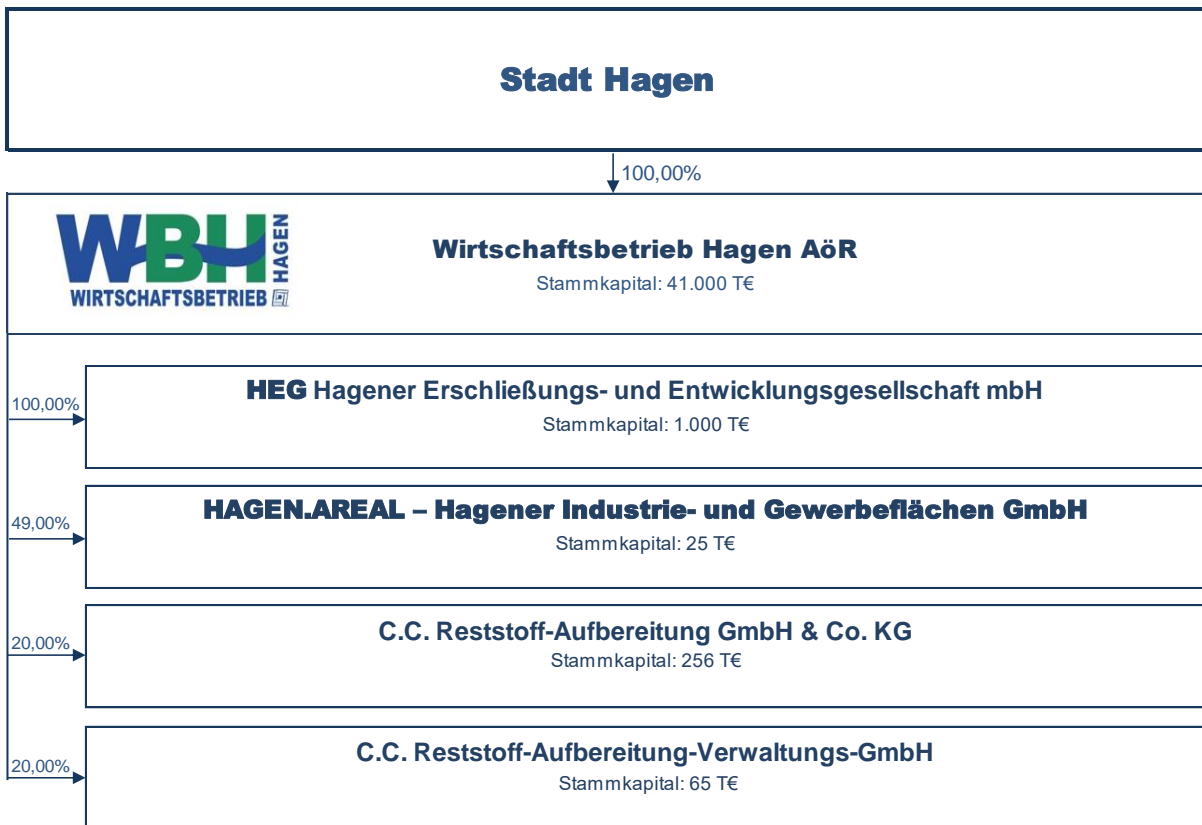 Stadt Hagen
100,00%
WBH HAGEN
WIRTSCHAFTSBETRIEB
Wirtschaftsbetrieb Hagen AöR
Stammkapital: 41.000 T€
100,00%
HEG Hagener Erschließungs- und Entwicklungsgesellschaft mbH
Stammkapital: 1.000 T€
49,00%
HAGEN.AREAL – Hagener Industrie- und Gewerbeflächen GmbH
Stammkapital: 25 T€
20,00%
C.C. Reststoff-Aufbereitung GmbH & Co. KG
Stammkapital: 256 T€
20,00%
C.C. Reststoff-Aufbereitung-Verwaltungs-GmbH
Stammkapital: 65 T€